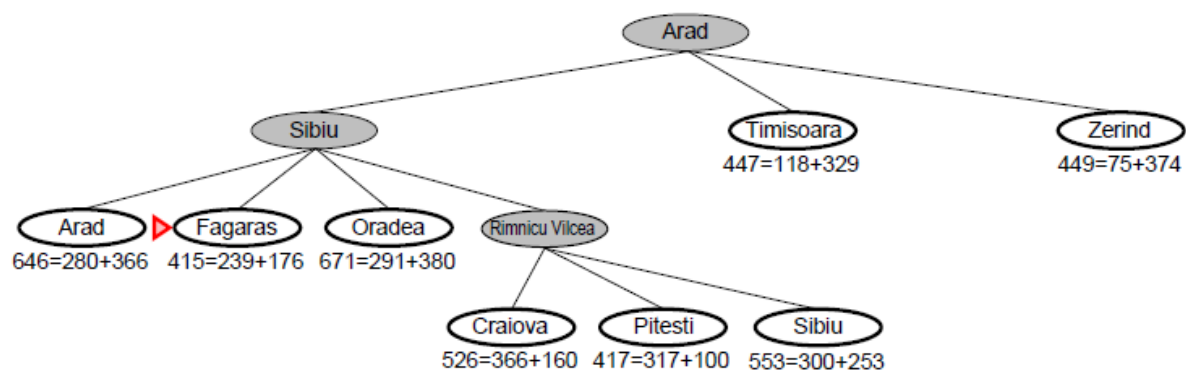 Arad
Sibiu
Timisoara
Zerind
447=118+329
449=75+374
Arad
Fagaras
Oradea
Rimnicu Vilcea
646=280+366
415=239+176
671=291+380
Craiova
Pitesti
Sibiu
526=366+160
417=317+100
553=300+253